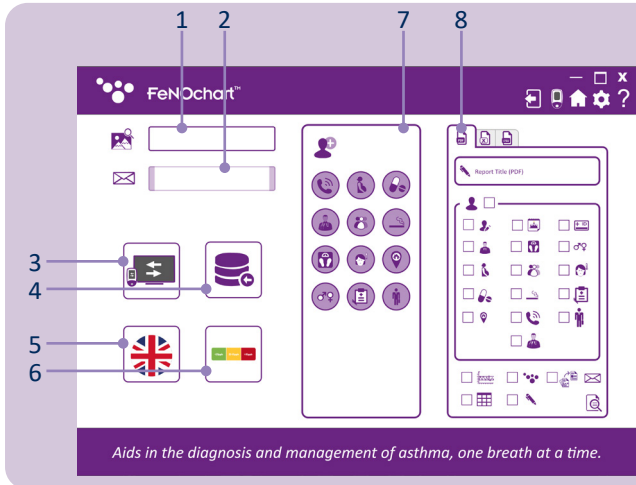 1 2 7 8
FeNOchart™
Report Title (PDF)
3
4
5
6
Aids in the diagnosis and management of asthma, one breath at a time.